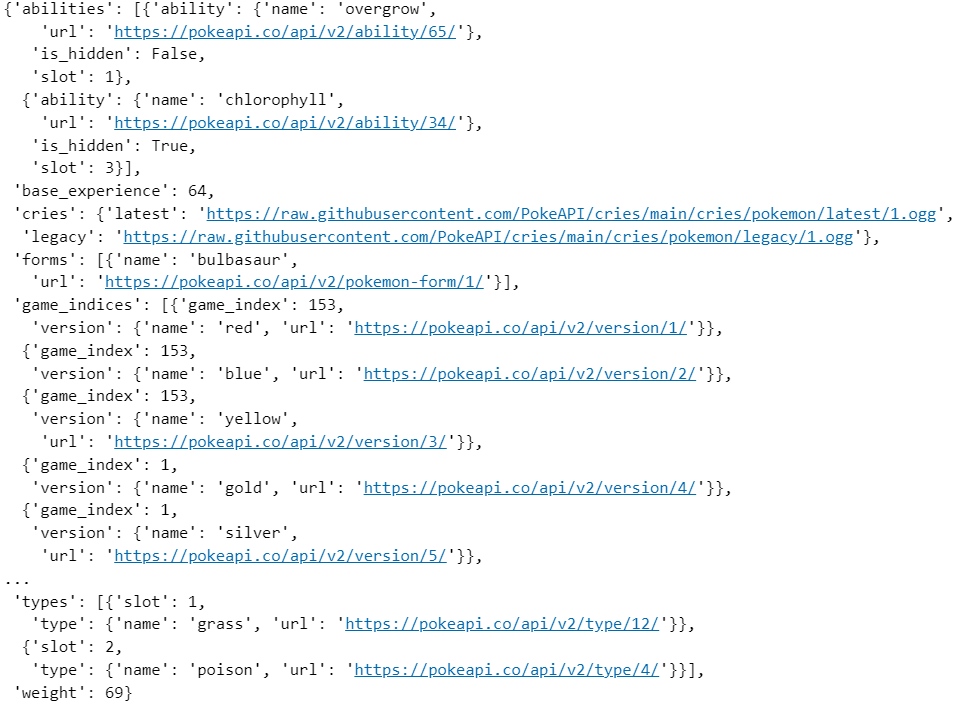 {'abilities': [{'ability': {'name': 'overgrow',
    'url': 'https://pokeapi.co/api/v2/ability/65/'},
   'is_hidden': False,
   'slot': 1},
  {'ability': {'name': 'chlorophyll',
    'url': 'https://pokeapi.co/api/v2/ability/34/'},
   'is_hidden': True,
   'slot': 3}],
 'base_experience': 64,
 'cries': {'latest': 'https://raw.githubusercontent.com/PokeAPI/cries/main/cries/pokemon/latest/1.ogg',
  'legacy': 'https://raw.githubusercontent.com/PokeAPI/cries/main/cries/pokemon/legacy/1.ogg'},
 'forms': [{'name': 'bulbasaur',
   'url': 'https://pokeapi.co/api/v2/pokemon-form/1/'}],
 'game_indices': [{'game_index': 153,
   'version': {'name': 'red', 'url': 'https://pokeapi.co/api/v2/version/1/'}},
  {'game_index': 153,
   'version': {'name': 'blue', 'url': 'https://pokeapi.co/api/v2/version/2/'}},
  {'game_index': 153,
   'version': {'name': 'yellow',
    'url': 'https://pokeapi.co/api/v2/version/3/'}},
  {'game_index': 1,
   'version': {'name': 'gold', 'url': 'https://pokeapi.co/api/v2/version/4/'}},
  {'game_index': 1,
   'version': {'name': 'silver',
    'url': 'https://pokeapi.co/api/v2/version/5/'}},
...
 'types': [{'slot': 1,
   'type': {'name': 'grass', 'url': 'https://pokeapi.co/api/v2/type/12/'}},
  {'slot': 2,
   'type': {'name': 'poison', 'url': 'https://pokeapi.co/api/v2/type/4/'}}],
 'weight': 69}